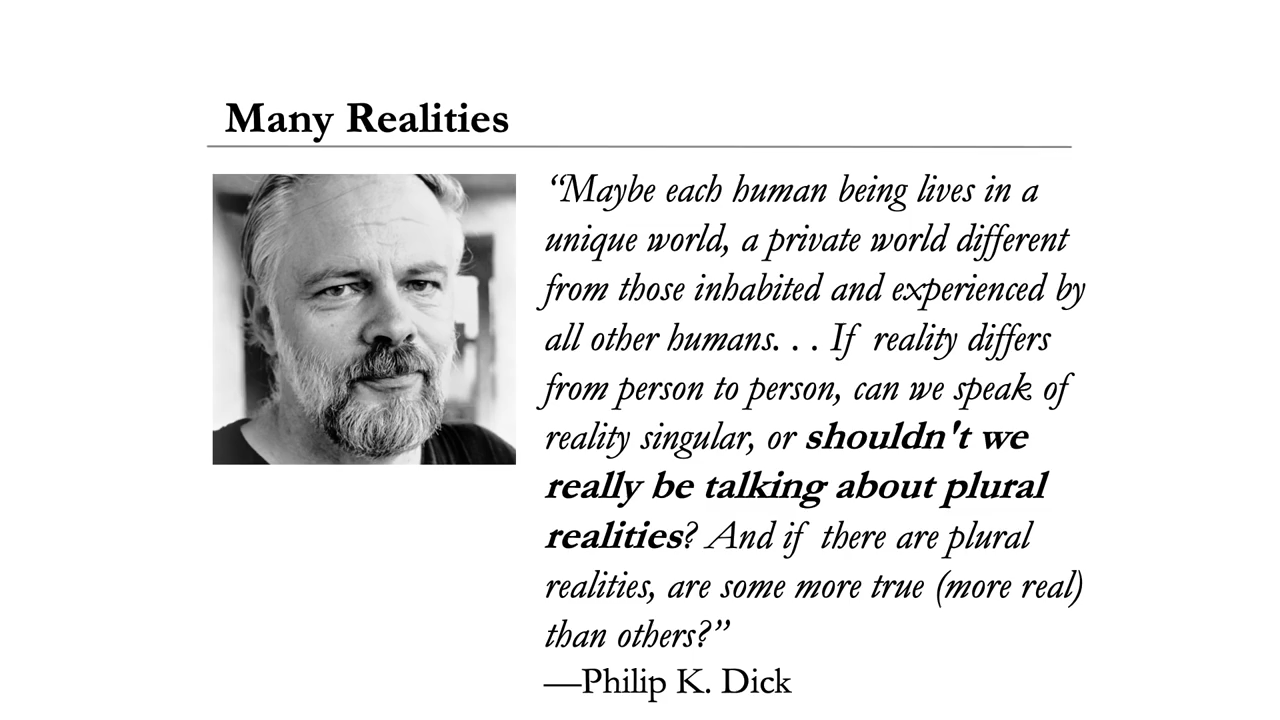 Many Realities
“Maybe each human being lives in a
unique world, a private world different
from those inhabited and experienced by
all other humans. . . If reality differs
from person to person, can we speak of
reality singular, or shouldn't we
really be talking about plural
realities? And if there are plural
realities, are some more true (more real)
than others?”
—Philip K. Dick